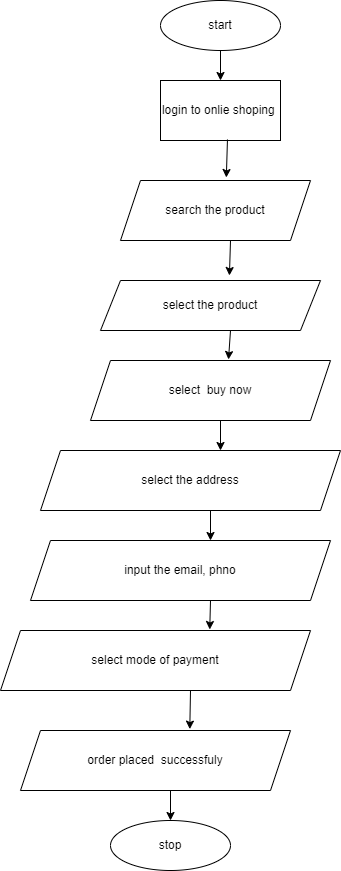 start
login to onlie shoping
search the product
select the product
select  buy now
select the address
input the email, phno
select mode of payment
order placed  successfuly
stop